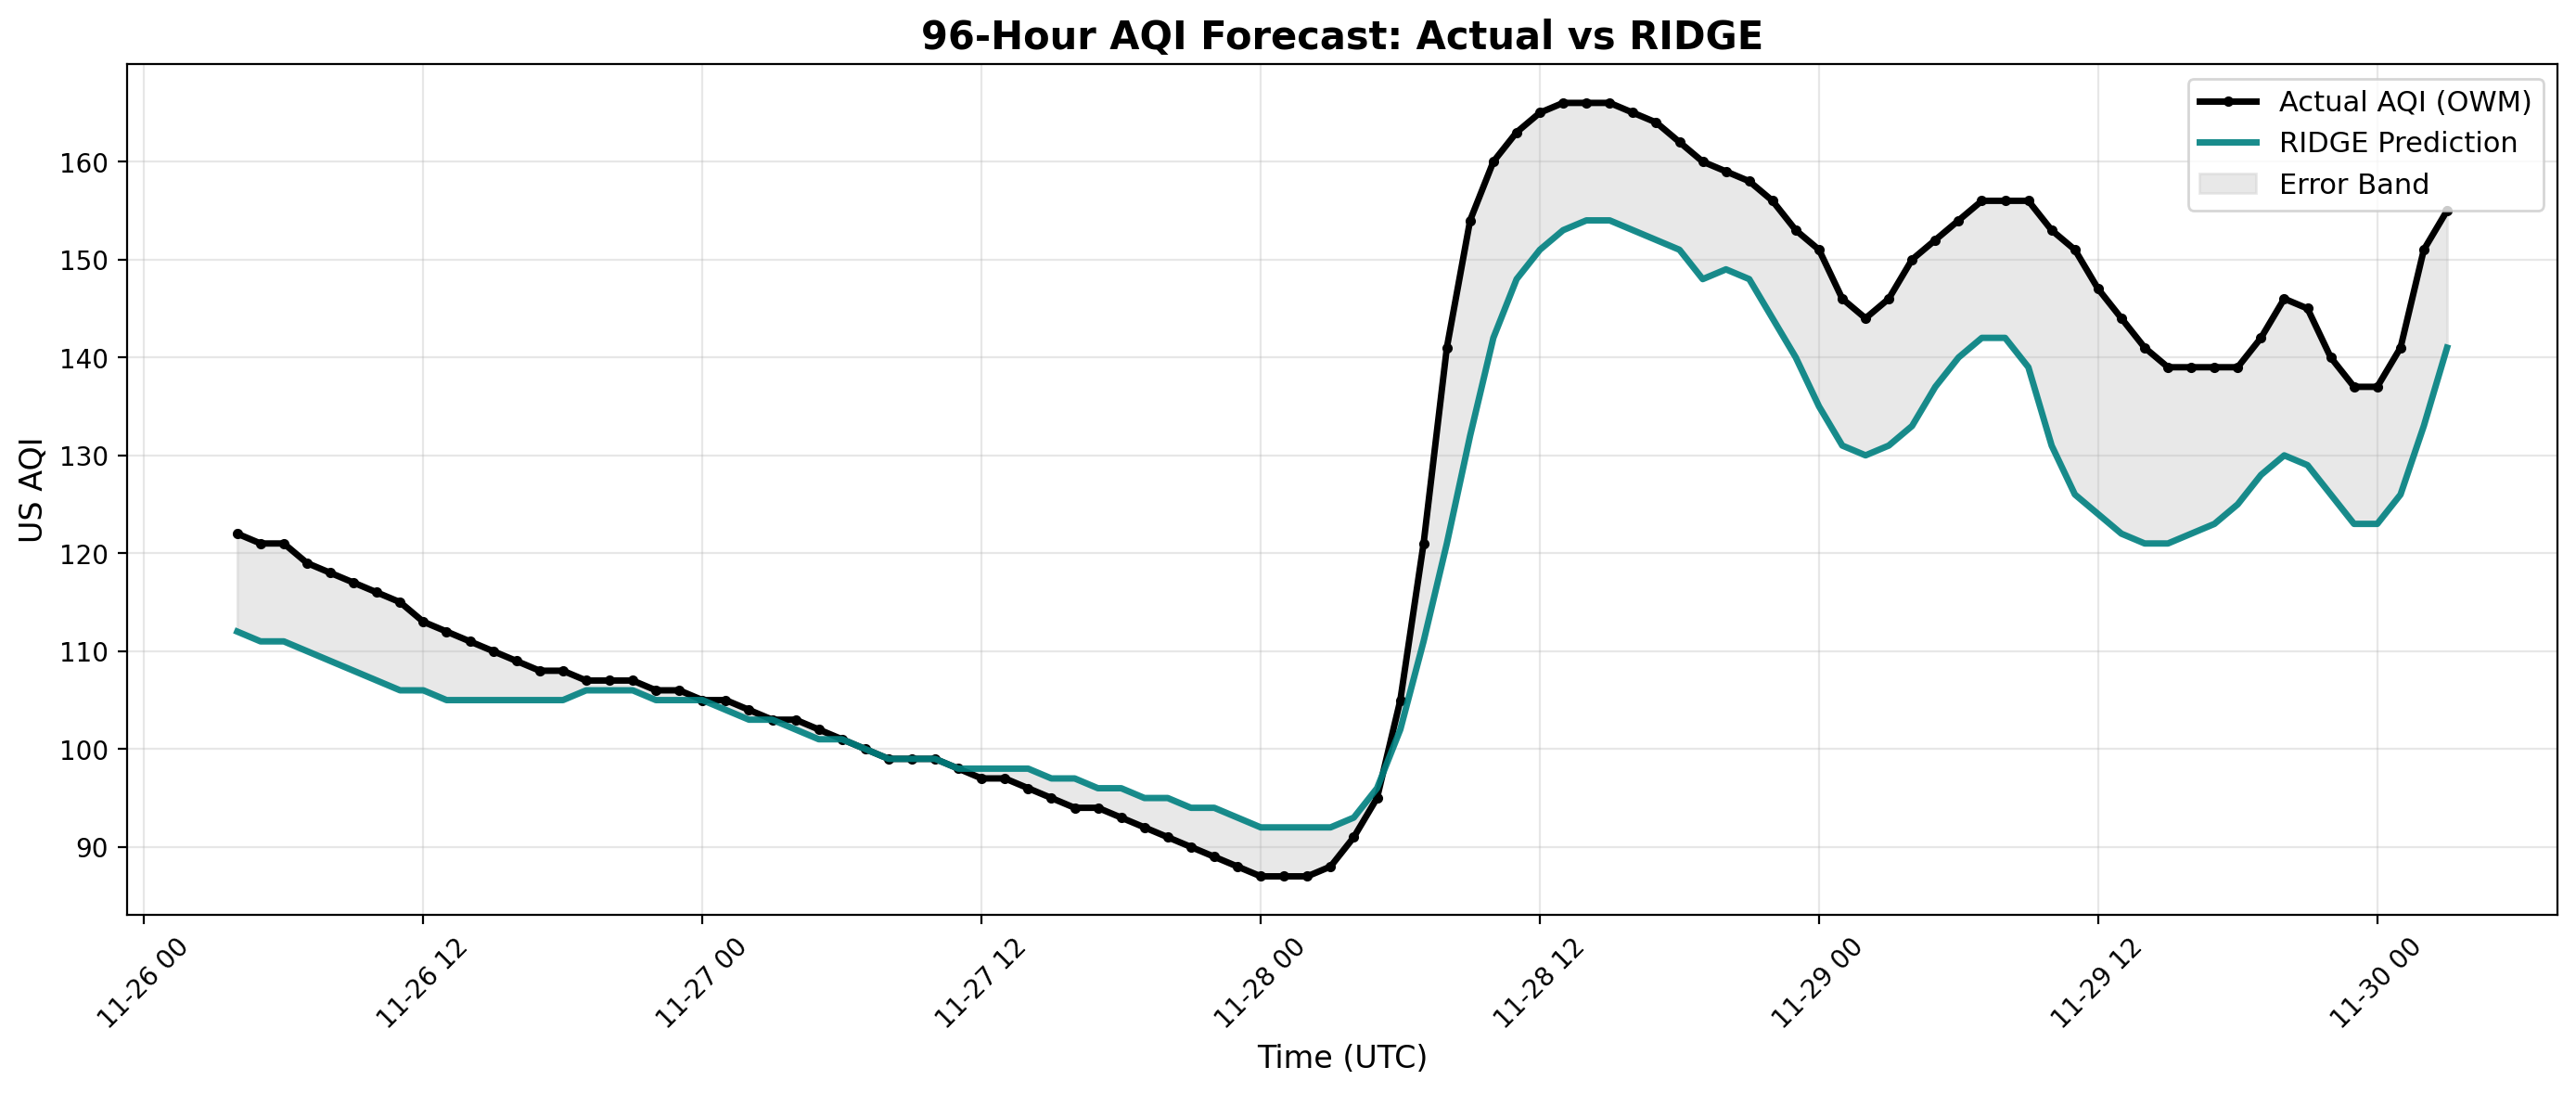 96-Hour AQI Forecast: Actual vs RIDGE
Actual AQI (OWM)
RIDGE Prediction
Error Band
US AQI
160
150
140
130
120
110
100
90
11-26 00
11-26 12
11-27 00
11-27 12
11-28 00
11-28 12
11-29 00
11-29 12
11-30 00
Time (UTC)